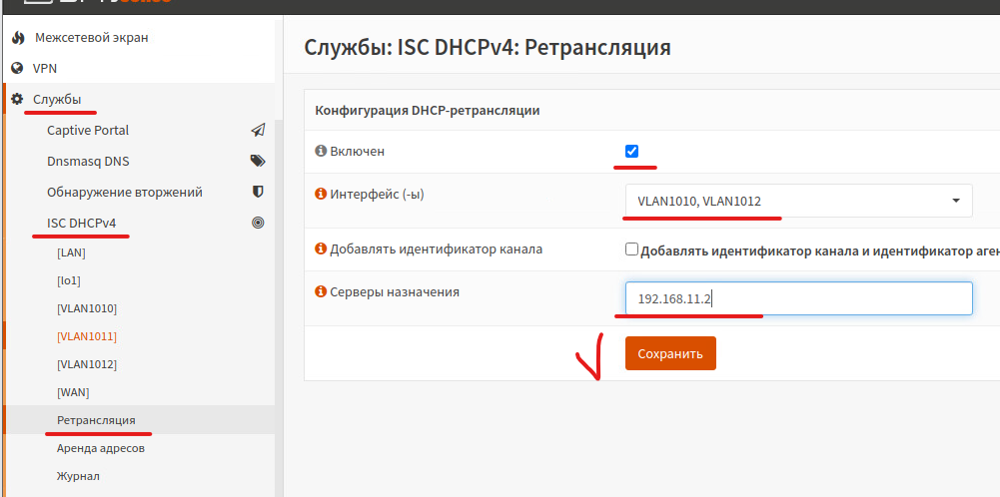 Межсетевой экран
VPN
Службы
Captive Portal
Dnsmasq DNS
Обнаружение вторжений
ISC DHCPv4
[LAN]
[lo1]
[VLAN1010]
[VLAN1011]
[VLAN1012]
[WAN]
Ретрансляция
Аренда адресов
Журнал
Службы: ISC DHCPv4: Ретрансляция
Конфигурация DHCP-ретрансляции
Включен
Интерфейс (-ы)
VLAN1010, VLAN1012
Добавлять идентификатор канала
Добавлять идентификатор канала и идентификатор аген
Серверы назначения
192.168.11.2
Сохранить